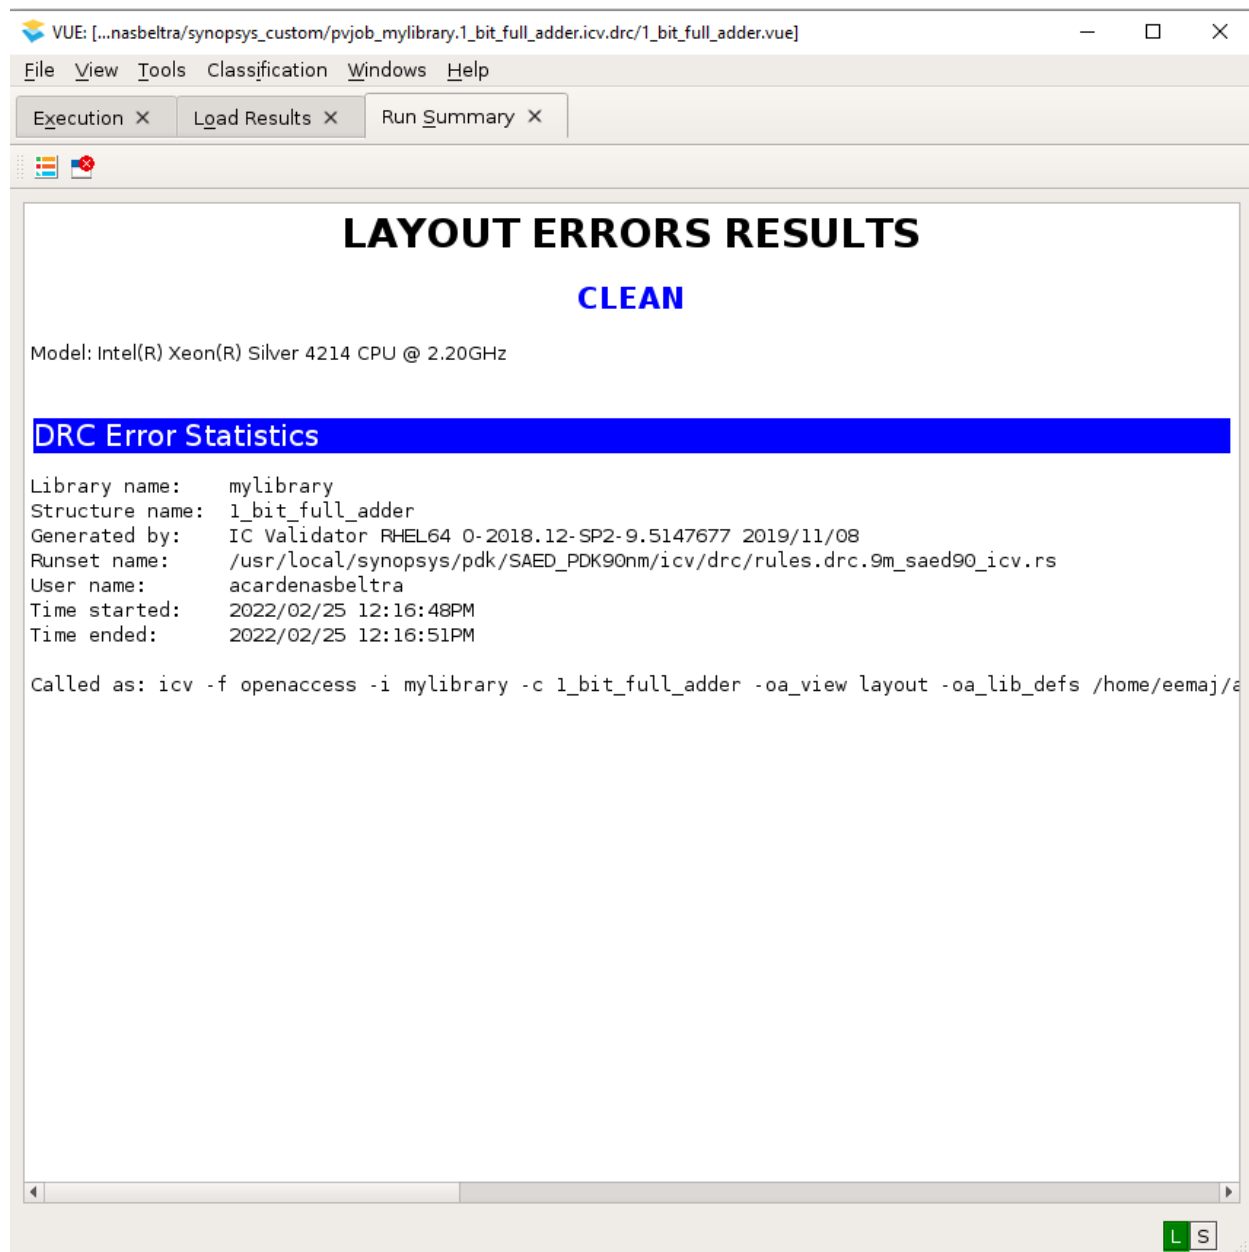 VUE: [...nasbeltra/synopsys_custom/pvjob_mylibrary.1_bit_full_adder.icv.drc/1_bit_full_adder.vue]
File View Tools Classification Windows Help
Execution Load Results Run Summary
LAYOUT ERRORS RESULTS
CLEAN
Model: Intel(R) Xeon(R) Silver 4214 CPU @ 2.20GHz
DRC Error Statistics
Library name: mylibrary
Structure name: 1_bit_full_adder
Generated by: IC Validator RHEL64 O-2018.12-SP2-9.5147677 2019/11/08
Runset name: /usr/local/synopsys/pdk/SAED_PDK90nm/icv/drc/rules.drc.9m_saed90_icv.rs
User name: acardenasbeltra
Time started: 2022/02/25 12:16:48PM
Time ended: 2022/02/25 12:16:51PM
Called as: icv -f openaccess -i mylibrary -c 1_bit_full_adder -oa_view layout -oa_lib_defs /home/eemaj/a
L S